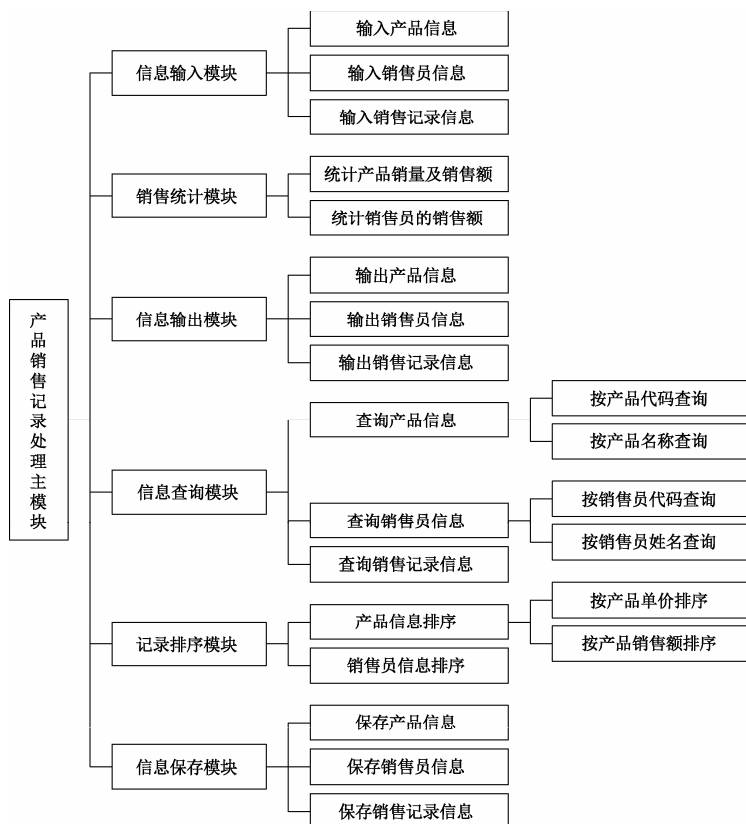 产品销售记录处理主模块
信息输入模块
输入产品信息
输入销售员信息
输入销售记录信息
销售统计模块
统计产品销量及销售额
统计销售员的销售额
信息输出模块
输出产品信息
输出销售员信息
输出销售记录信息
信息查询模块
查询产品信息
按产品代码查询
按产品名称查询
查询销售员信息
按销售员代码查询
按销售员姓名查询
查询销售记录信息
记录排序模块
产品信息排序
按产品单价排序
按产品销售额排序
销售员信息排序
信息保存模块
保存产品信息
保存销售员信息
保存销售记录信息